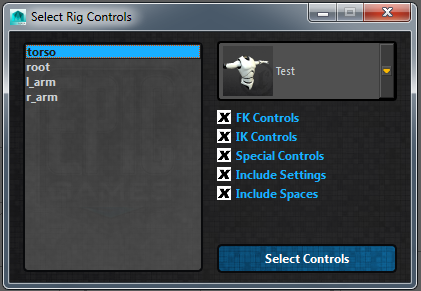 Select Rig Controls
torso
root
l_arm
r_arm
Test
FK Controls
IK Controls
Special Controls
Include Settings
Include Spaces
Select Controls